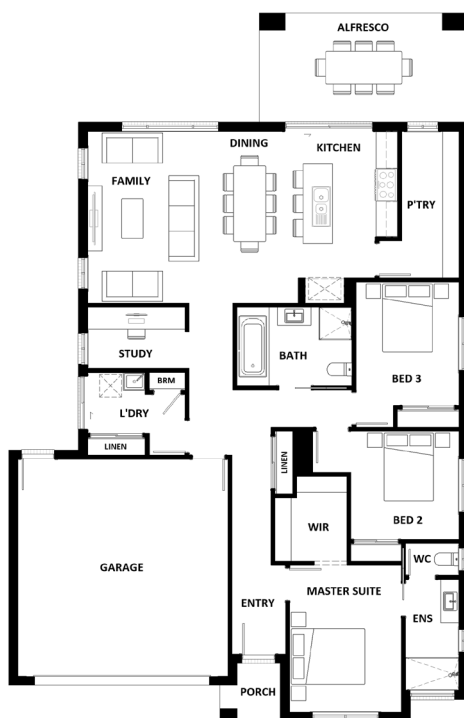 ALFRESCO
DINING
KITCHEN
FAMILY
P'TRY
STUDY
BATH
BED 3
BRM
L'DRY
LINEN
LINEN
WIR
BED 2
WC
GARAGE
MASTER SUITE
ENS
ENTRY
PORCH